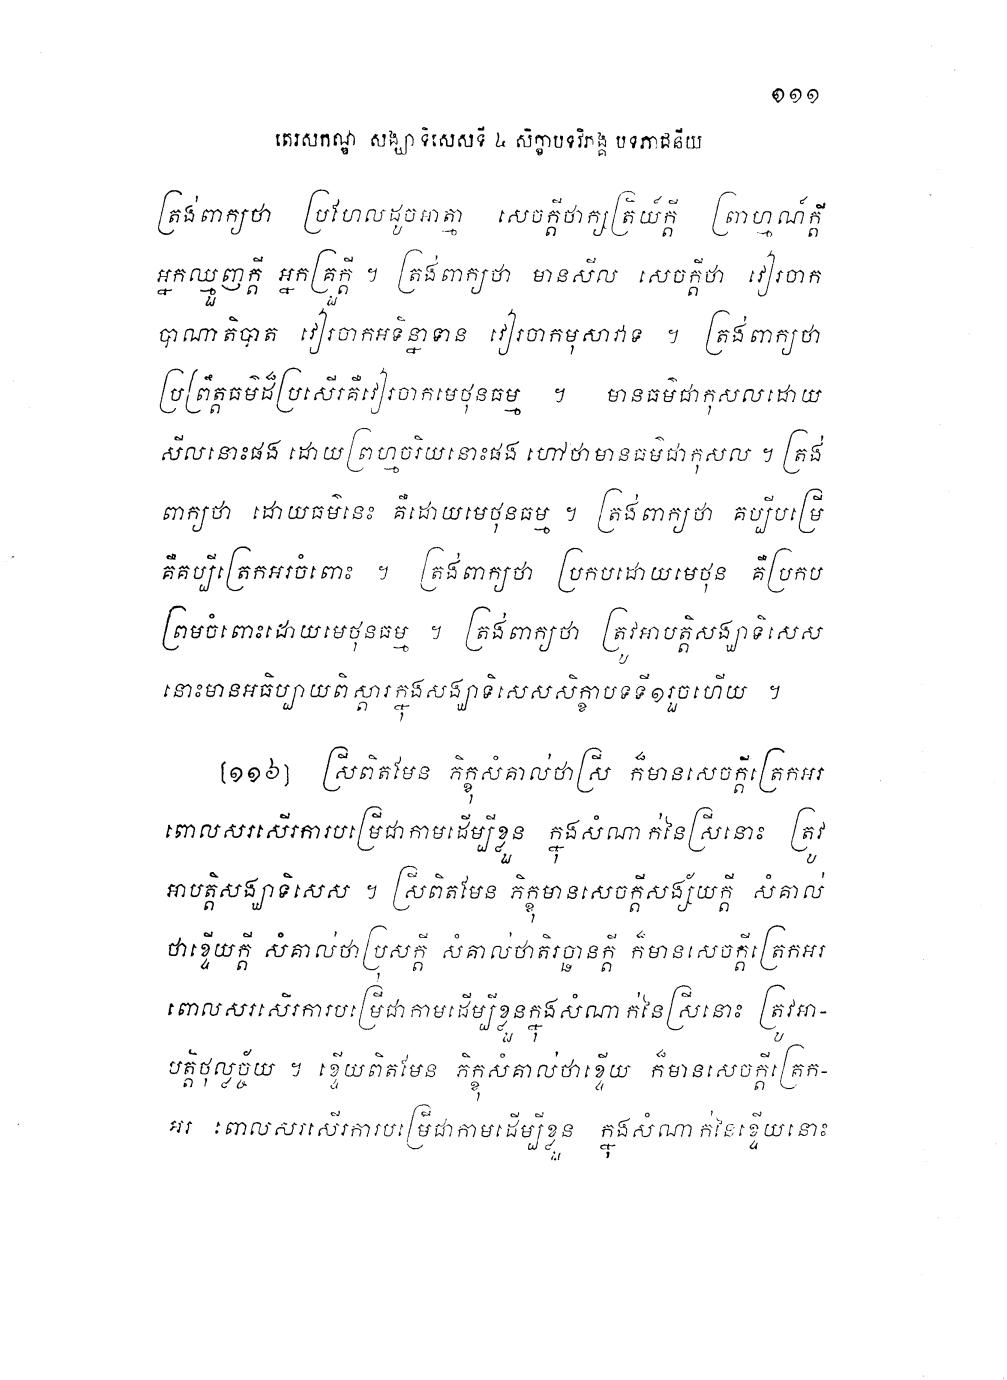 ១១១
តេរសកណ្ឌ សង្ឃាទិសេសទី ៤ សិក្ខាបទវិភង្គ បទភាជនីយ
ត្រង់ពាក្យថា ប្រហែលដូចអាត្មា សេចក្តីថាក្សត្រិយ៍ក្តី ព្រាហ្មណ៍ក្តី
អ្នកឈ្មួញក្តី អ្នកគ្រួក្តី ។ ត្រង់ពាក្យថា មានសីល សេចក្តីថា វៀរចាក
បាណាតិបាត វៀរចាកអទិន្នាទាន វៀរចាកមុសាវាទ ។ ត្រង់ពាក្យថា
ប្រព្រឹត្តធម៌ដ៏ប្រសើរគឺវៀរចាកមេថុនធម្ម ។ មានធម៌ជាកុសលដោយ
សីលនោះផង ដោយព្រហ្មចរិយនោះផង ហៅថាមានធម៌ជាកុសល ។ ត្រង់
ពាក្យថា ដោយធម៌នេះ គឺដោយមេថុនធម្ម ។ ត្រង់ពាក្យថា គប្បីបម្រើ
គឺគប្បីត្រេកអរចំពោះ ។ ត្រង់ពាក្យថា ប្រកបដោយមេថុន គឺប្រកប
ព្រមចំពោះដោយមេថុនធម្ម ។ ត្រង់ពាក្យថា ត្រូវអាបត្តិសង្ឃាទិសេស
នោះមានអធិប្បាយពិស្តារក្នុងសង្ឃាទិសេសសិក្ខាបទទី១រួចហើយ ។
[១១៦] ស្រីពិតមែន ភិក្ខុសំគាល់ថាស្រី ក៏មានសេចក្តីត្រេកអរ
ពោលសរសើរការបម្រើជាកាមដើម្បីខ្លួន ក្នុងសំណាក់នៃស្រីនោះ ត្រូវ
អាបត្តិសង្ឃាទិសេស ។ ស្រីពិតមែន ភិក្ខុមានសេចក្តីសង្ស័យក្តី សំគាល់
ថាខ្ទើយក្តី សំគាល់ថាប្រុសក្តី សំគាល់ថាតិរច្ឆានក្តី ក៏មានសេចក្តីត្រេកអរ
ពោលសរសើរការបម្រើជាកាមដើម្បីខ្លួនក្នុងសំណាក់នៃស្រីនោះ ត្រូវអា-
បត្តិថុល្លច្ច័យ ។ ខ្ទើយពិតមែន ភិក្ខុសំគាល់ថាខ្ទើយ ក៏មានសេចក្តីត្រេក-
អរ ពោលសរសើរការបម្រើជាកាមដើម្បីខ្លួន ក្នុងសំណាក់នៃខ្ទើយនោះ